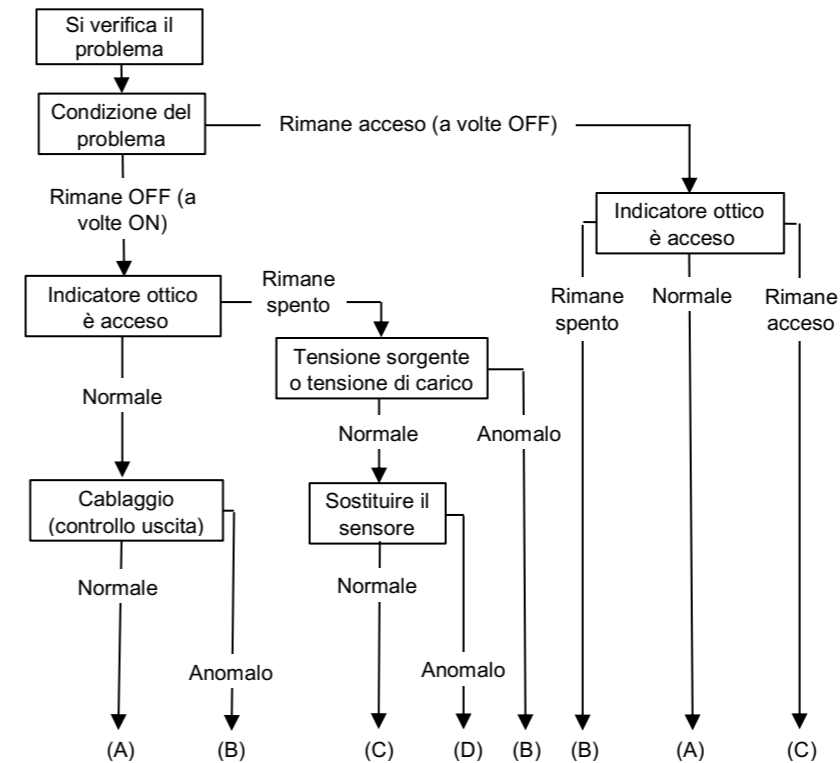 Si verifica il
problema
Condizione del
problema
Rimane acceso (a volte OFF)
Rimane OFF (a
volte ON)
Indicatore ottico
è acceso
Indicatore ottico
è acceso
Rimane
spento
Rimane
spento
Normale
Rimane
acceso
Tensione sorgente
o tensione di carico
Normale
Normale
Anomalo
Cablaggio
(controllo uscita)
Sostituire il
sensore
Normale
Normale
Anomalo
Anomalo
(A) (B) (C) (D) (B) (B) (A) (C)